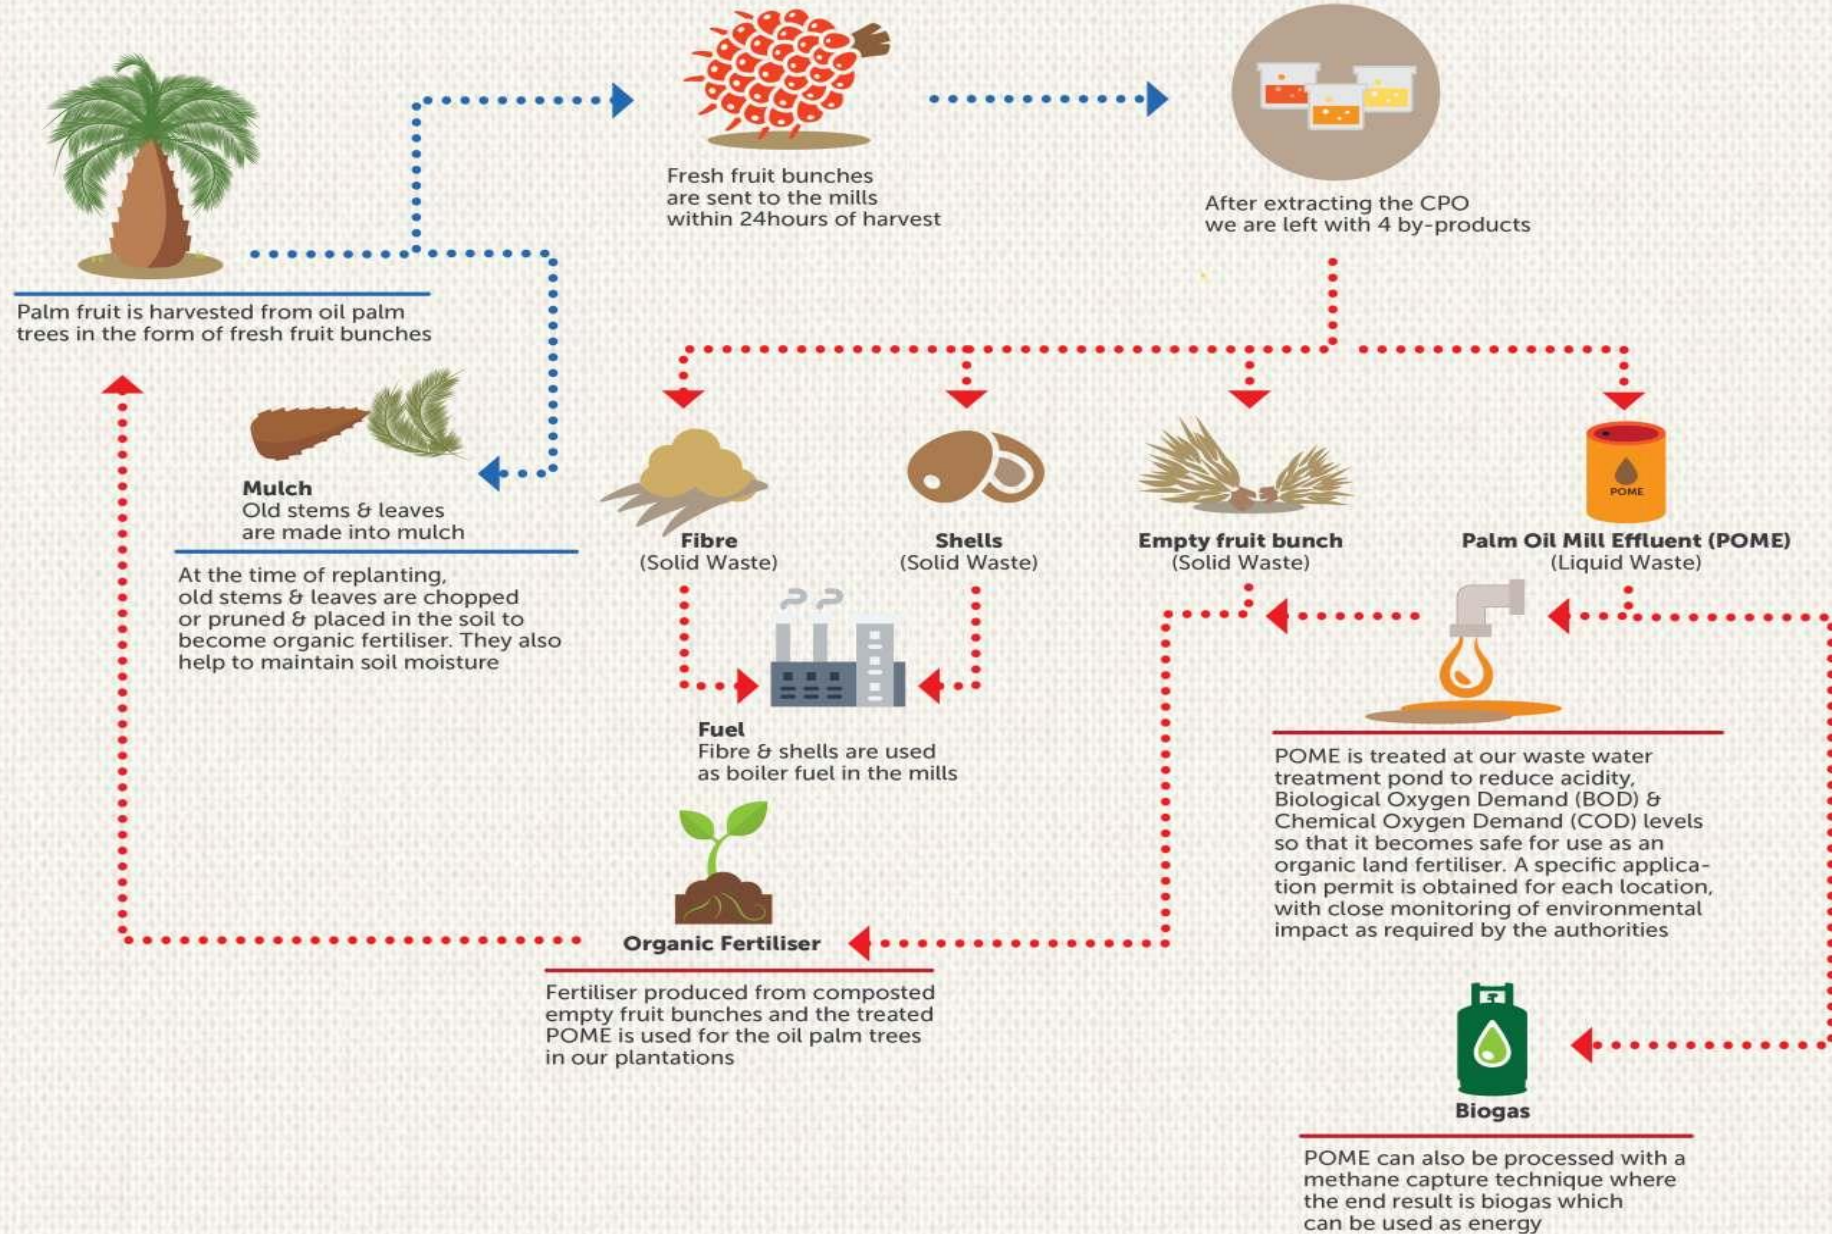 Palm fruit is harvested from oil palm
trees in the form of fresh fruit bunches
Fresh fruit bunches
are sent to the mills
within 24hours of harvest
After extracting the CPO
we are left with 4 by-products
Mulch
Old stems & leaves
are made into mulch
At the time of replanting,
old stems & leaves are chopped
or pruned & placed in the soil to
become organic fertiliser. They also
help to maintain soil moisture
Fibre
(Solid Waste)
Shells
(Solid Waste)
Empty fruit bunch
(Solid Waste)
POME
Palm Oil Mill Effluent (POME)
(Liquid Waste)
Fuel
Fibre & shells are used
as boiler fuel in the mills
POME is treated at our waste water
treatment pond to reduce acidity,
Biological Oxygen Demand (BOD) &
Chemical Oxygen Demand (COD) levels
so that it becomes safe for use as an
organic land fertiliser. A specific applica-
tion permit is obtained for each location,
with close monitoring of environmental
impact as required by the authorities
Organic Fertiliser
Fertiliser produced from composted
empty fruit bunches and the treated
POME is used for the oil palm trees
in our plantations
Biogas
POME can also be processed with a
methane capture technique where
the end result is biogas which
can be used as energy